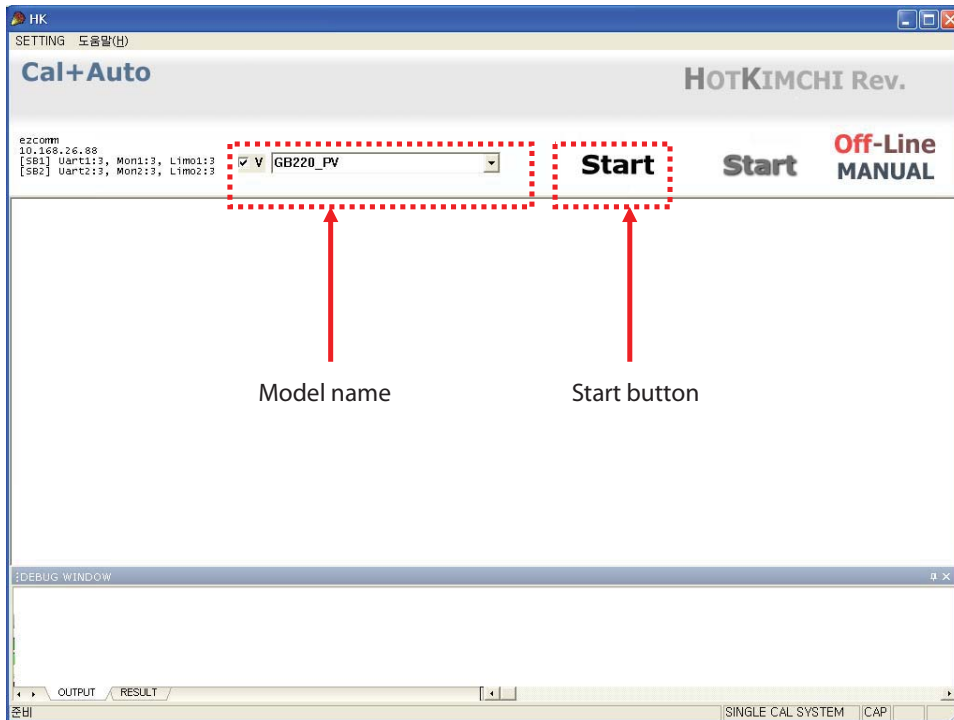 HK
SETTING 도움말(H)
Cal+Auto
HOTKIMCHI Rev.
ezcomm
10.168.26.88
[SB1] Uart1:3, Mon1:3, Limo1:3
[SB2] Uart2:3, Mon2:3, Limo2:3
V GB220_PV
Start
Start
Off-Line
MANUAL
Model name
Start button
DEBUG WINDOW
OUTPUT RESULT
준비
SINGLE CAL SYSTEM CAP